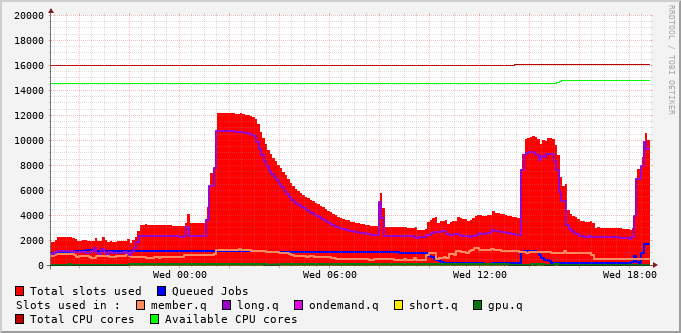 20000
18000
16000
14000
12000
10000
8000
6000
4000
2000
0
Wed 00:00 Wed 06:00 Wed 12:00 Wed 18:00
Total slots used Queued Jobs
Slots used in : member.q long.q ondemand.q short.q gpu.q
Total CPU cores Available CPU cores
RRDTOOL / TOBI OETIKER